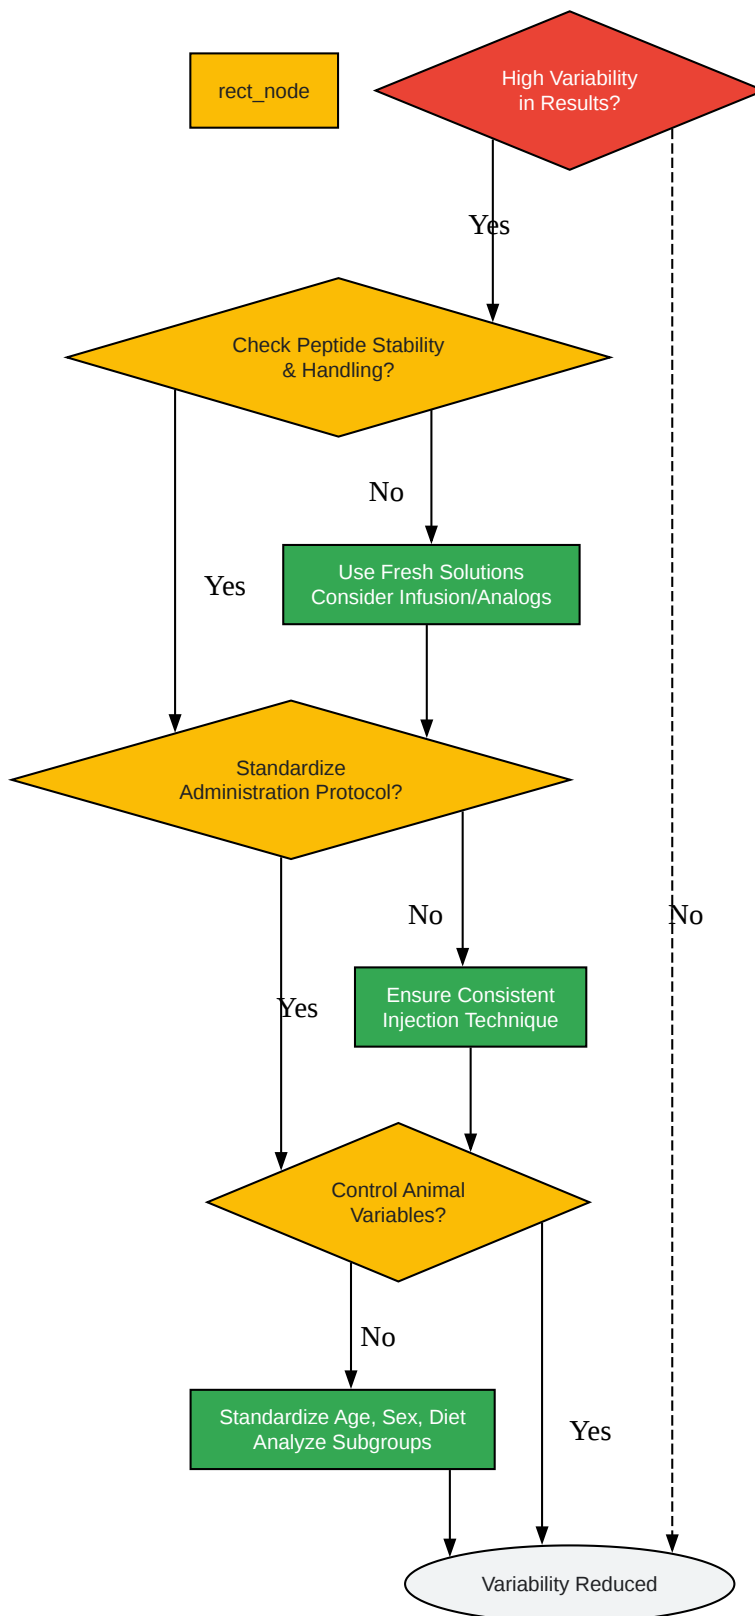 rect_node
High Variability
in Results?
Yes
Check Peptide Stability
& Handling?
No
Yes
Use Fresh Solutions
Consider Infusion/Analogs
Standardize
Administration Protocol?
No
No
Yes
Ensure Consistent
Injection Technique
Control Animal
Variables?
No
Yes
Standardize Age, Sex, Diet
Analyze Subgroups
Variability Reduced